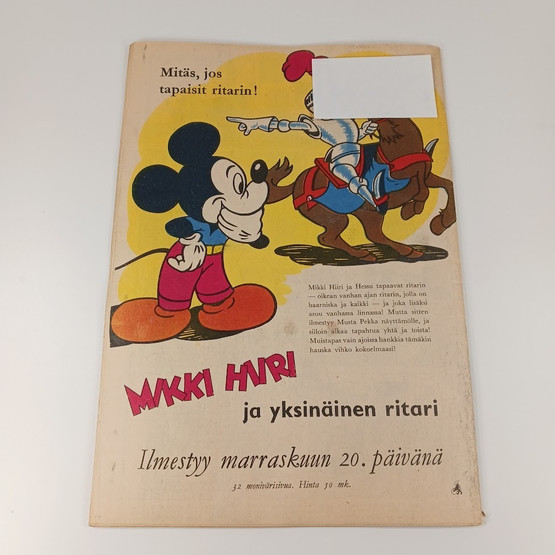 Mitäs, jos
tapaisit ritarin!
Mikki Hiiri ja Hessu tapaavat ritarin
— oikean vanhan ajan ritarin, jolla on
haarniska ja kaikki — ja joka lisäksi
asuu vanhassa linnassa! Mutta sitten
ilmestyy Musta Pekka näyttämölle, ja
silloin alkaa tapahtua yhtä ja toista!
Muistapas vain ajoissa hankkia tämäkin
hauska vihko kokoelmaasi!
MIKKI HIIRI
ja yksinäinen ritari
Ilmestyy marraskuun 20. päivänä
32 monivärisivua. Hinta 50 mk.